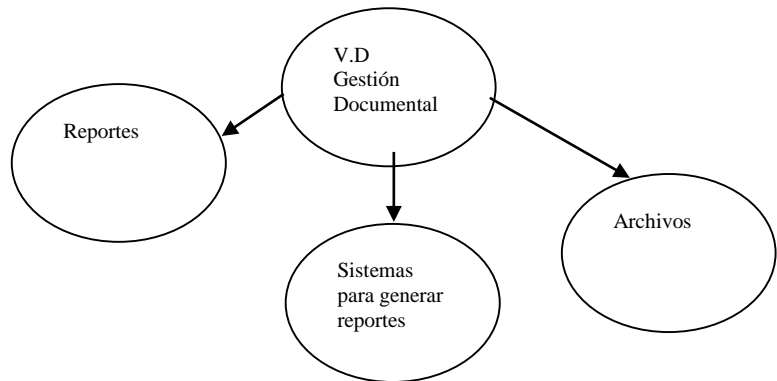 V.D
Gestión
Documental
Reportes
Archivos
Sistemas
para generar
reportes